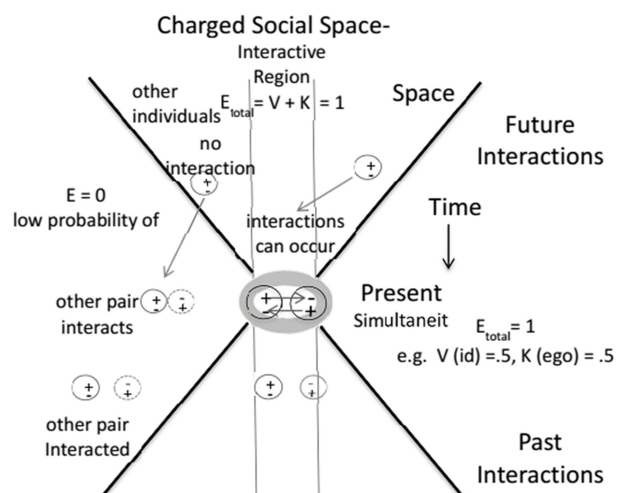 Charged Social Space-
Interactive
Region
E total = V + K = 1
other
individuals
no
interaction
Space
Future
Interactions
E = 0
low probability of
interactions
can occur
Time
+
-
+
-
other pair
interacts
+
-
-
+
+
-
-
+
Present
Simultaneit
E total = 1
e.g. V (id) =.5, K (ego) = .5
+
-
-
+
+
-
-
+
other pair
Interacted
Past
Interactions